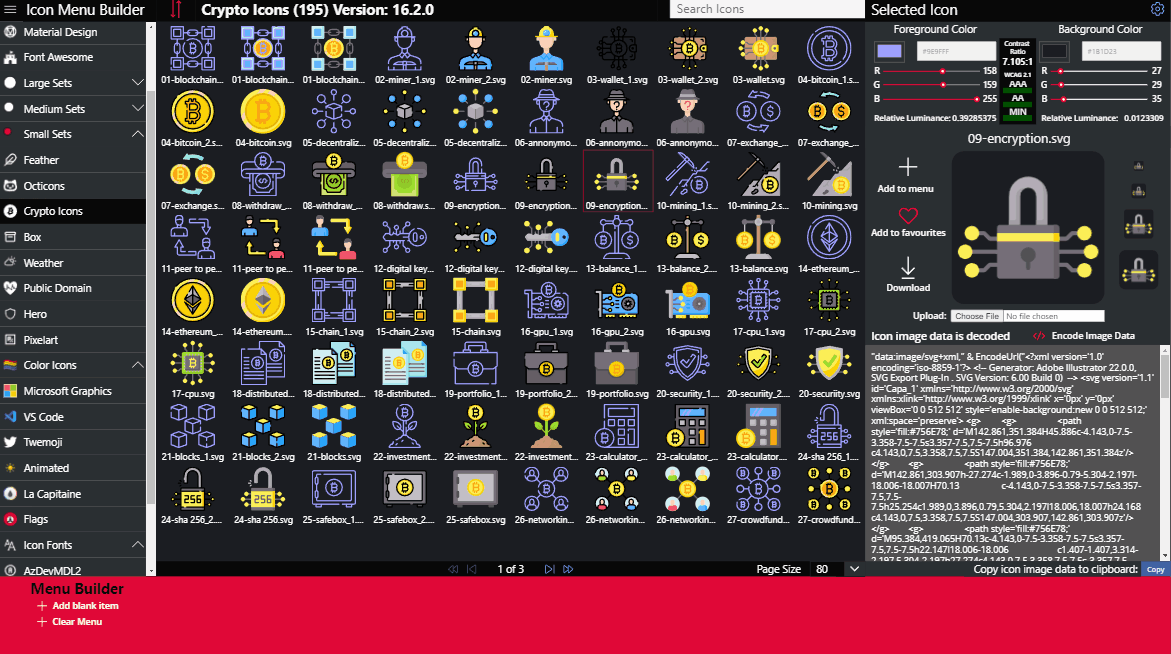 Icon Menu Builder
Crypto Icons (195) Version: 16.2.0
Search Icons
Selected Icon
Material Design
Font Awesome
Large Sets
Medium Sets
Small Sets
Feather
Octicons
Crypto Icons
Box
Weather
Public Domain
Hero
Pixelart
Color Icons
Microsoft Graphics
VS Code
Twemoji
Animated
La Capitaine
Flags
Icon Fonts
AzDevMDL2
01-blockchain... 01-blockchain... 01-blockchain... 02-miner_1.svg 02-miner_2.svg 02-miner.svg 03-wallet_1.svg 03-wallet_2.svg 03-wallet.svg 04-bitcoin_1.s...
04-bitcoin_2.s... 04-bitcoin.svg 05-decentraliz... 05-decentraliz... 05-decentraliz... 06-annonymo... 06-annonymo... 06-annonymo... 07-exchange_... 07-exchange_...
07-exchange.s... 08-withdraw_... 08-withdraw_... 08-withdraw.s... 09-encryption... 09-encryption... 09-encryption... 10-mining_1.s... 10-mining_2.s... 10-mining.svg
11-peer to pe... 11-peer to pe... 11-peer to pe... 12-digital key... 12-digital key... 12-digital key... 13-balance_1.... 13-balance_2.... 13-balance.svg 14-ethereum_...
14-ethereum_... 14-ethereum.... 15-chain_1.svg 15-chain_2.svg 15-chain.svg 16-gpu_1.svg 16-gpu_2.svg 16-gpu.svg 17-cpu_1.svg 17-cpu_2.svg
17-cpu.svg 18-distributed... 18-distributed... 18-distributed... 19-portfolio_1... 19-portfolio_2... 19-portfolio.svg 20-securiity_1... 20-securiity_2... 20-securiity.svg
21-blocks_1.svg 21-blocks_2.svg 21-blocks.svg 22-investment... 22-investment... 22-investment... 23-calculator_... 23-calculator_... 23-calculator.... 24-sha 256_1....
256
24-sha 256_2.... 24-sha 256.svg 25-safebox_1.... 25-safebox_2.... 25-safebox.svg 26-networkin... 26-networkin... 26-networkin... 27-crowdfund... 27-crowdfund...
256 256
1 of 3
Page Size 80
Foreground Color
#9E9FFF
R 158
G 159
B 255
Relative Luminance: 0.39285375
Contrast
Ratio
7.105:1
WCAG 2.1
AAA
AA
MIN
Background Color
#1B1D23
R 27
G 29
B 35
Relative Luminance: 0.0123309
09-encryption.svg
Add to menu
Add to favourites
Download
Upload: Choose File No file chosen
Icon image data is decoded
Encode Image Data
"data:image/svg+xml," & EncodeUrl("<?xml version='1.0'
encoding='iso-8859-1'?> <!-- Generator: Adobe Illustrator 22.0.0,
SVG Export Plug-In . SVG Version: 6.00 Build 0) --> <svg version='1.1'
id='Capa_1' xmlns='http://www.w3.org/2000/svg'
xmlns:xlink='http://www.w3.org/1999/xlink' x='0px' y='0px'
viewBox='0 0 512 512' style='enable-background:new 0 0 512 512;'
xml:space='preserve'> <g> <g> <path
style='fill:#756E78;' d='M142.861,351.384H45.886c-4.143,0-7.5-
3.358-7.5-7.5s3.357-7.5,7.5-7.5h96.976
c4.143,0,7.5,3.358,7.5,7.5S147.004,351.384,142.861,351.384z'/>
</g> <g> <path style='fill:#756E78;'
d='M142.861,303.907h-27.274c-1.989,0-3.896-0.79-5.304-2.197l-
18.006-18.007H70.13 c-4.143,0-7.5-3.358-7.5-7.5s3.357-
7.5,7.5-
7.5h25.254c1.989,0,3.896,0.79,5.304,2.197l18.006,18.007h24.168
c4.143,0,7.5,3.358,7.5,7.5S147.004,303.907,142.861,303.907z'/>
</g> <g> <path style='fill:#756E78;'
d='M95.384,419.065H70.13c-4.143,0-7.5-3.358-7.5-7.5s3.357-
7.5,7.5-7.5h22.147l18.006-18.006 c1.407-1.407,3.314-
Copy icon image data to clipboard: Copy
Menu Builder
Add blank item
Clear Menu